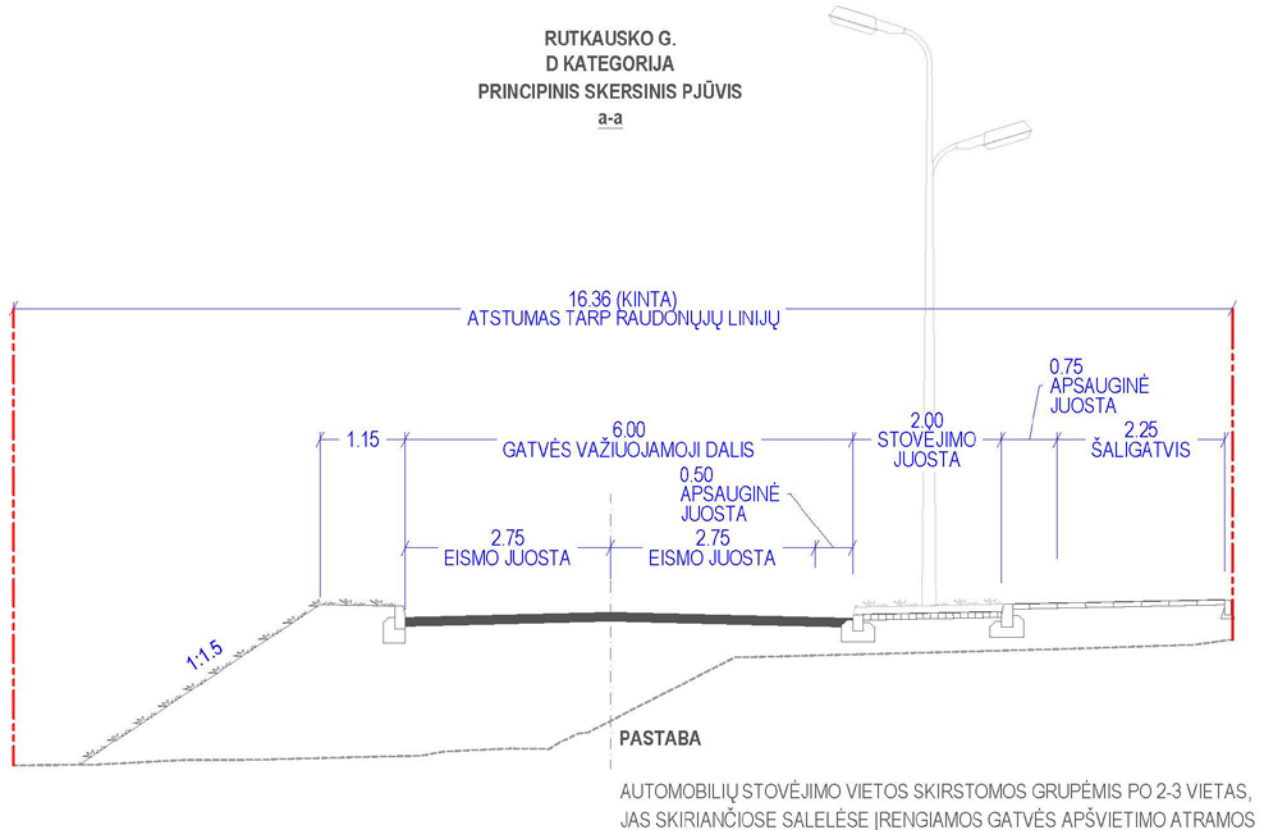 RUTKAUSKO G.
D KATEGORIJA
PRINCIPINIS SKERSINIS PJŪVIS
a-a
16.36 (KINTA)
ATSTUMAS TARP RAUDONŲJŲ LINIJŲ
0.75
APSAUGINĖ
JUOSTA
1.15
6.00
GATVĖS VAŽIUOJAMOJI DALIS
2.00
STOVĖJIMO
JUOSTA
2.25
ŠALIGATVIS
0.50
APSAUGINĖ
JUOSTA
2.75
EISMO JUOSTA
2.75
EISMO JUOSTA
1:1.5
PASTABA
AUTOMOBILIŲ STOVĖJIMO VIETOS SKIRSTOMOS GRUPĖMIS PO 2-3 VIETAS,
JAS SKIRIANČIOSE SALELĖSE ĮRENGIAMOS GATVĖS APŠVIETIMO ATRAMOS